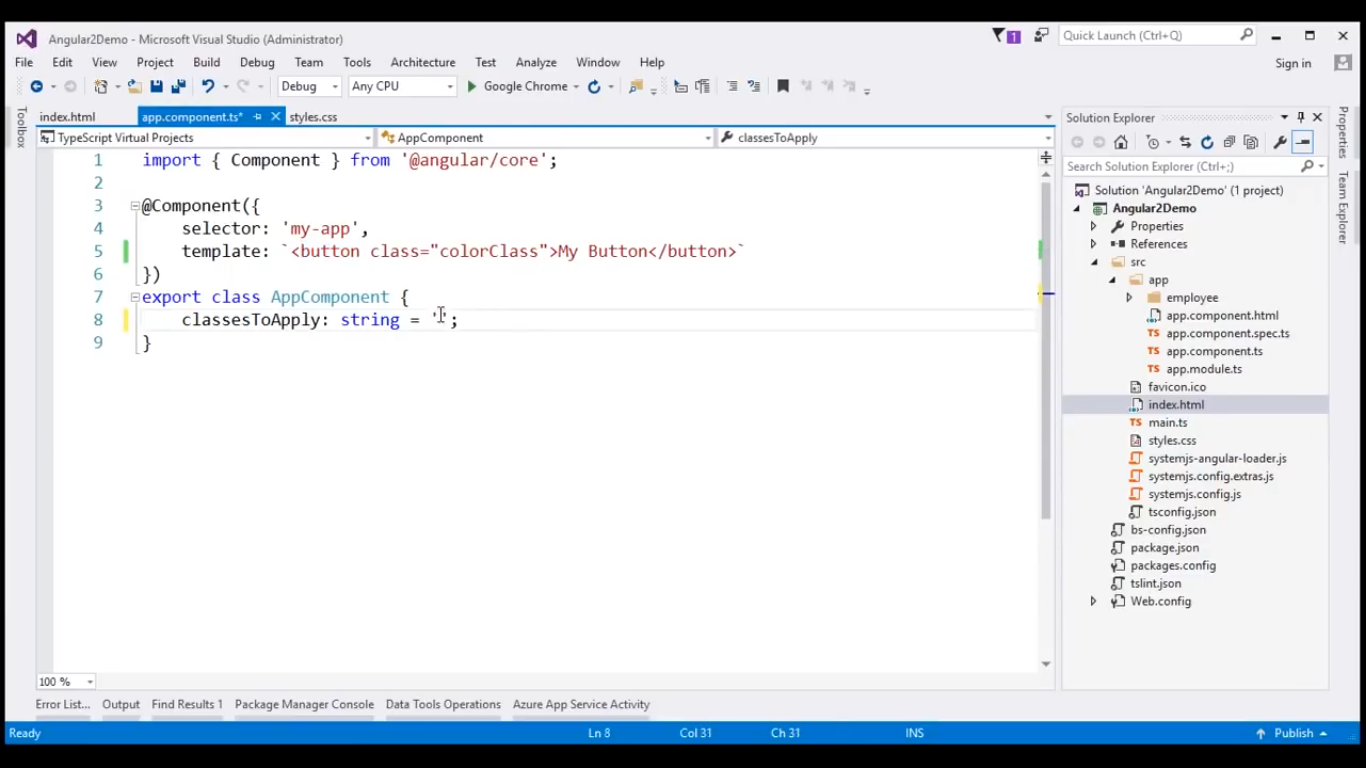 Angular2Demo - Microsoft Visual Studio (Administrator)
1
Quick Launch (Ctrl+Q)
File Edit View Project Build Debug Team Tools Architecture Test Analyze Window Help
Sign in
Debug Any CPU Google Chrome
Toolbox
index.html app.component.ts* styles.css
TypeScript Virtual Projects AppComponent classesToApply
1 import { Component } from '@angular/core';
2
3 @Component({
4 selector: 'my-app',
5 template: `<button class="colorClass">My Button</button>`
6 })
7 export class AppComponent {
8 classesToApply: string = '';
9 }
100 %
Solution Explorer
Search Solution Explorer (Ctrl+;)
Solution 'Angular2Demo' (1 project)
Angular2Demo
Properties
References
src
app
employee
app.component.html
app.component.spec.ts
app.component.ts
app.module.ts
favicon.ico
index.html
main.ts
styles.css
systemjs-angular-loader.js
systemjs.config.extras.js
systemjs.config.js
tsconfig.json
bs-config.json
package.json
packages.config
tslint.json
Web.config
Properties
Team Explorer
Error List... Output Find Results 1 Package Manager Console Data Tools Operations Azure App Service Activity
Ready Ln 8 Col 31 Ch 31 INS Publish